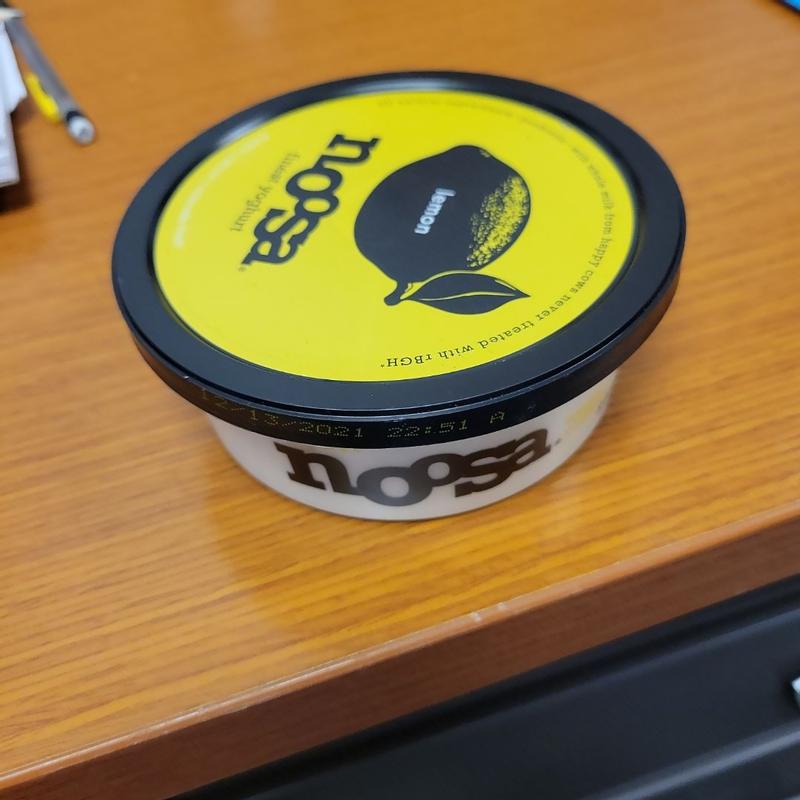 noosa
finest yoghurt
lemon
with whole milk from happy cows never treated with rBGH*
12/13/2021 22:51 A
noosa